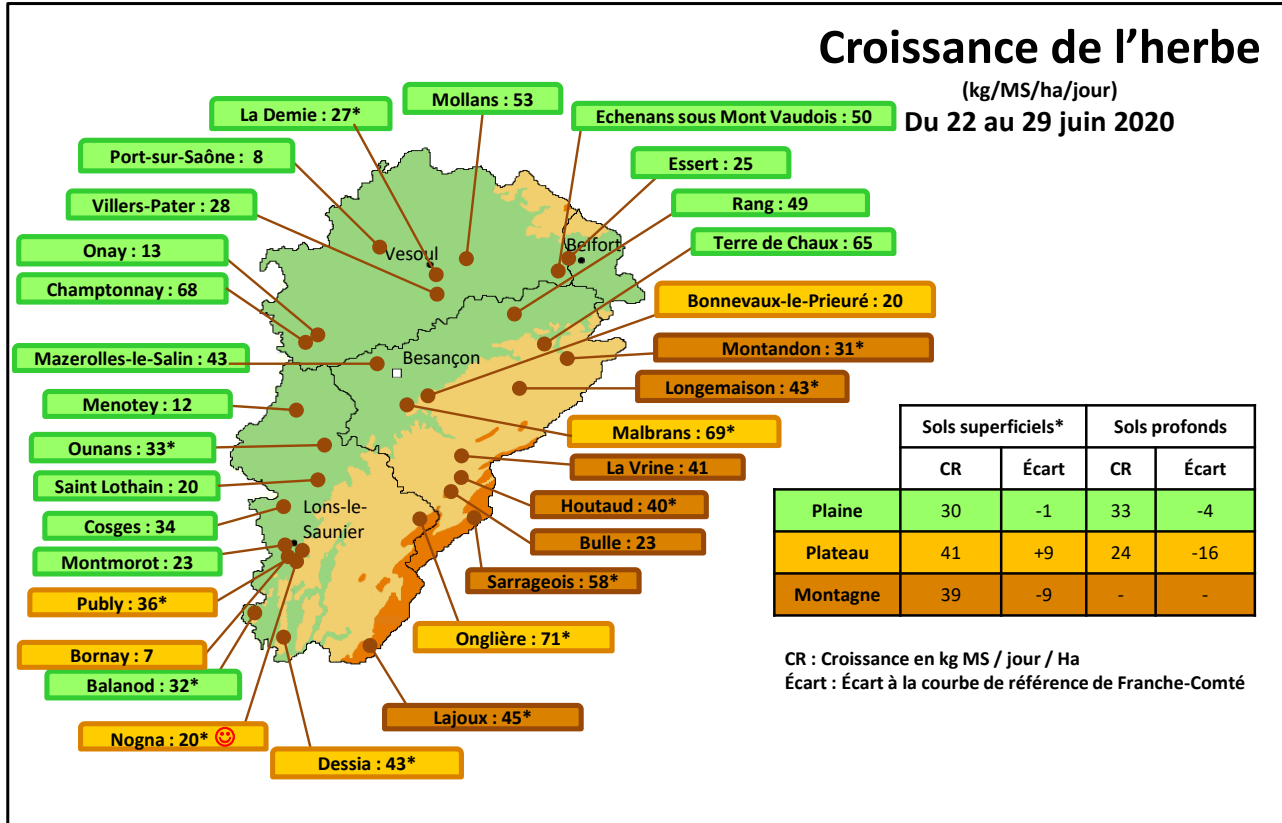 Croissance de l’herbe
(kg/MS/ha/jour)
Du 22 au 29 juin 2020
La Demie : 27*
Mollans : 53
Echenans sous Mont Vaudois : 50
Port-sur-Saône : 8
Essert : 25
Villers-Pater : 28
Rang : 49
Onay : 13
Terre de Chaux : 65
Champtonnay : 68
Bonnevaux-le-Prieuré : 20
Mazerolles-le-Salin : 43
Montandon : 31*
Menotey : 12
Longemaison : 43*
Ounans : 33*
Malbrans : 69*
Saint Lothain : 20
La Vrine : 41
Cosges : 34
Houtaud : 40*
Montmorot : 23
Bulle : 23
Publy : 36*
Sarrageois : 58*
Bornay : 7
Onglière : 71*
Balanod : 32*
Lajoux : 45*
Nogna : 20*
Dessia : 43*
Vesoul
Belfort
Besançon
Lons-le-
Saunier
Sols superficiels* Sols profonds
CR Écart CR Écart
Plaine 30 -1 33 -4
Plateau 41 +9 24 -16
Montagne 39 -9 - -
CR : Croissance en kg MS / jour / Ha
Écart : Écart à la courbe de référence de Franche-Comté